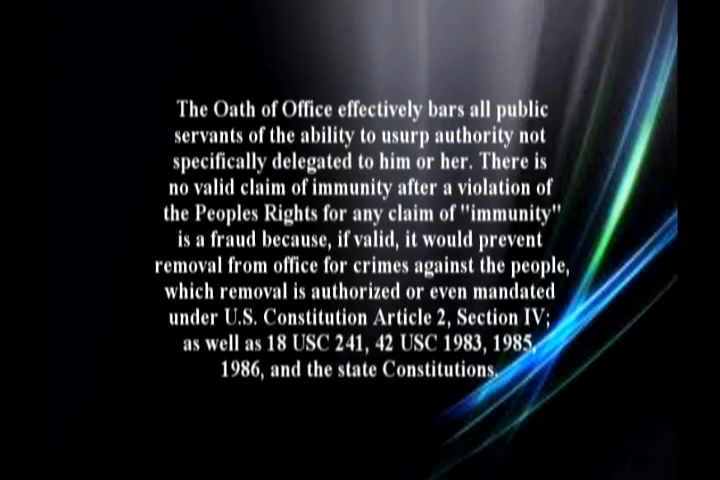 The Oath of Office effectively bars all public
servants of the ability to usurp authority not
specifically delegated to him or her. There is
no valid claim of immunity after a violation of
the Peoples Rights for any claim of "immunity"
is a fraud because, if valid, it would prevent
removal from office for crimes against the people,
which removal is authorized or even mandated
under U.S. Constitution Article 2, Section IV;
as well as 18 USC 241, 42 USC 1983, 1985,
1986, and the state Constitutions.